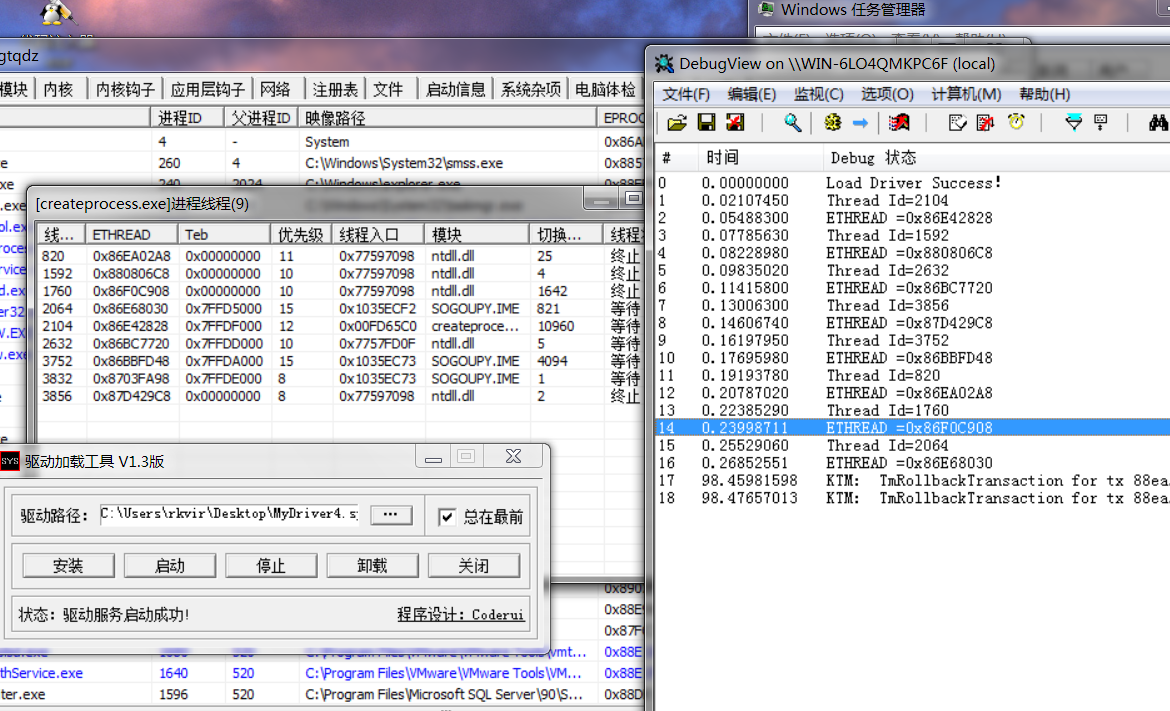 Windows 任务管理器
gtqdz
模块 内核 内核钩子 应用层钩子 网络 注册表 文件 启动信息 系统杂项 电脑体检
进程ID 父进程ID 映像路径 EPROC
4 - System 0x86A
e 260 4 C:\Windows\System32\smss.exe 0x885
xe 240 2024 C:\Windows\explorer.exe
[createprocess.exe]进程线程(9)
线... ETHREAD Teb 优先级 线程入口 模块 切换... 线程
820 0x86EA02A8 0x00000000 11 0x77597098 ntdll.dll 25 终止
1592 0x880806C8 0x00000000 10 0x77597098 ntdll.dll 4 终止
1760 0x86F0C908 0x00000000 10 0x77597098 ntdll.dll 1642 终止
2064 0x86E68030 0x7FFD5000 15 0x1035ECF2 SOGOUPY.IME 821 等待
2104 0x86E42828 0x7FFDF000 12 0x00FD65C0 createproce... 10960 等待
2632 0x86BC7720 0x7FFDD000 10 0x7757FD0F ntdll.dll 5 等待
3752 0x86BBFD48 0x7FFDA000 15 0x1035EC73 SOGOUPY.IME 4094 等待
3832 0x8703FA98 0x7FFDE000 8 0x1035EC73 SOGOUPY.IME 1 等待
3856 0x87D429C8 0x00000000 8 0x77597098 ntdll.dll 2 终止
SYS 驱动加载工具 V1.3版
驱动路径： C:\Users\rkvir\Desktop\MyDriver4.s ... 总在最前
安装 启动 停止 卸载 关闭
状态: 驱动服务启动成功! 程序设计: Coderui
0x890
0x88E
0x87F
520 C:\Program Files\VMware\VMware Tools\vmt... 0x88E
thService.exe 1640 520 C:\Program Files\VMware\VMware Tools\VM... 0x88E
ter.exe 1596 520 C:\Program Files\Microsoft SQL Server\90\S... 0x88D
DebugView on \\WIN-6LO4QMKPC6F (local)
文件(F) 编辑(E) 监视(C) 选项(O) 计算机(M) 帮助(H)
# 时间 Debug 状态
0 0.00000000 Load Driver Success!
1 0.02107450 Thread Id=2104
2 0.05488300 ETHREAD =0x86E42828
3 0.07785630 Thread Id=1592
4 0.08228980 ETHREAD =0x880806C8
5 0.09835020 Thread Id=2632
6 0.11415800 ETHREAD =0x86BC7720
7 0.13006300 Thread Id=3856
8 0.14606740 ETHREAD =0x87D429C8
9 0.16197950 Thread Id=3752
10 0.17695980 ETHREAD =0x86BBFD48
11 0.19193780 Thread Id=820
12 0.20787020 ETHREAD =0x86EA02A8
13 0.22385290 Thread Id=1760
14 0.23998711 ETHREAD =0x86F0C908
15 0.25529060 Thread Id=2064
16 0.26852551 ETHREAD =0x86E68030
17 98.45981598 KTM: TmRollbackTransaction for tx 88ea
18 98.47657013 KTM: TmRollbackTransaction for tx 88ea